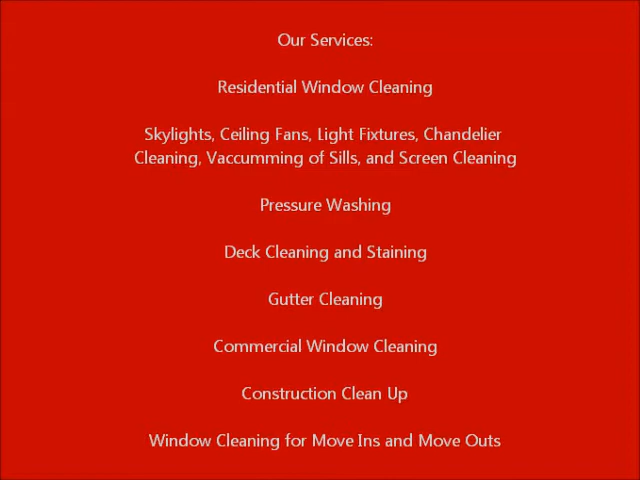 Our Services:
Residential Window Cleaning
Skylights, Ceiling Fans, Light Fixtures, Chandelier
Cleaning, Vaccumming of Sills, and Screen Cleaning
Pressure Washing
Deck Cleaning and Staining
Gutter Cleaning
Commercial Window Cleaning
Construction Clean Up
Window Cleaning for Move Ins and Move Outs